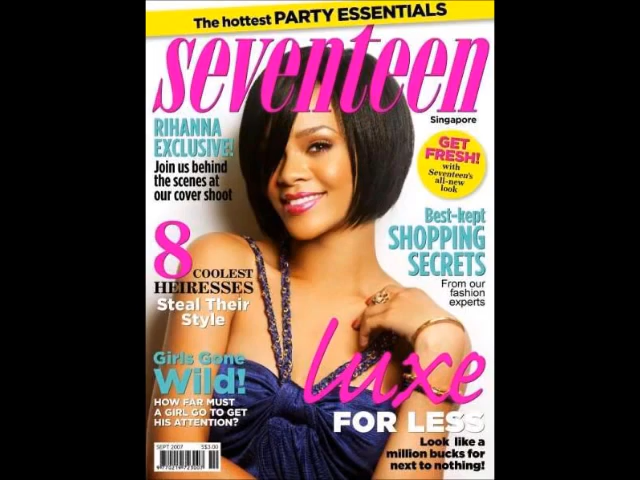 The hottest PARTY ESSENTIALS
seventeen
Singapore
RIHANNA
EXCLUSIVE!
Join us behind
the scenes at
our cover shoot
GET
FRESH!
with
Seventeen's
all-new
look
Best-kept
SHOPPING
SECRETS
From our
fashion
experts
8 COOLEST
HEIRESSES
Steal Their
Style
Girls Gone
Wild!
HOW FAR MUST
A GIRL GO TO GET
HIS ATTENTION?
luxe
FOR LESS
Look like a
million bucks for
next to nothing!
SEPT 2007 S$3.00